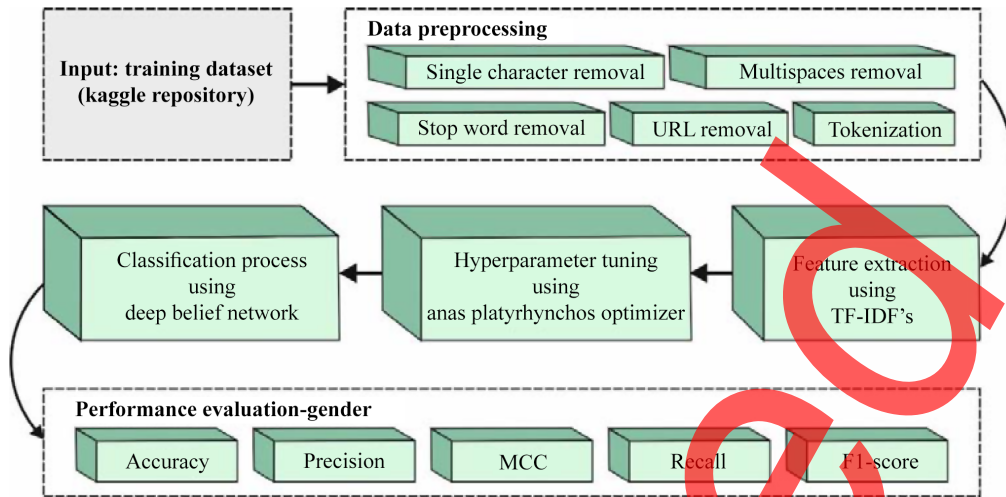 Data preprocessing
Input: training dataset
(kaggle repository)
Single character removal
Multispaces removal
Stop word removal
URL removal
Tokenization
Classification process
using
deep belief network
Hyperparameter tuning
using
anas platyrhynchos optimizer
Feature extraction
using
TF-IDF's
Performance evaluation-gender
Accuracy
Precision
MCC
Recall
F1-score